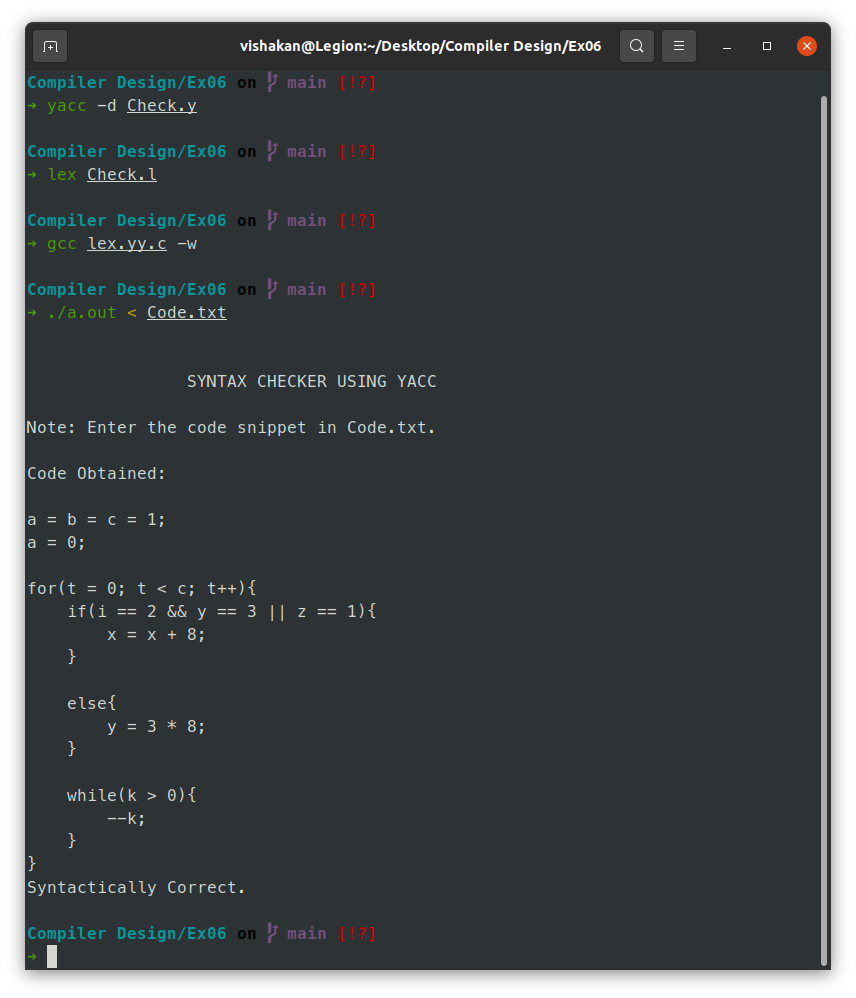 vishakan@Legion:~/Desktop/Compiler Design/Ex06
Compiler Design/Ex06 on main [!?]
➜ yacc -d Check.y
Compiler Design/Ex06 on main [!?]
➜ lex Check.l
Compiler Design/Ex06 on main [!?]
➜ gcc lex.yy.c -w
Compiler Design/Ex06 on main [!?]
➜ ./a.out < Code.txt
SYNTAX CHECKER USING YACC
Note: Enter the code snippet in Code.txt.
Code Obtained:
a = b = c = 1;
a = 0;
for(t = 0; t < c; t++){
    if(i == 2 && y == 3 || z == 1){
        x = x + 8;
    }
    else{
        y = 3 * 8;
    }
    while(k > 0){
        --k;
    }
}
Syntactically Correct.
Compiler Design/Ex06 on main [!?]
➜